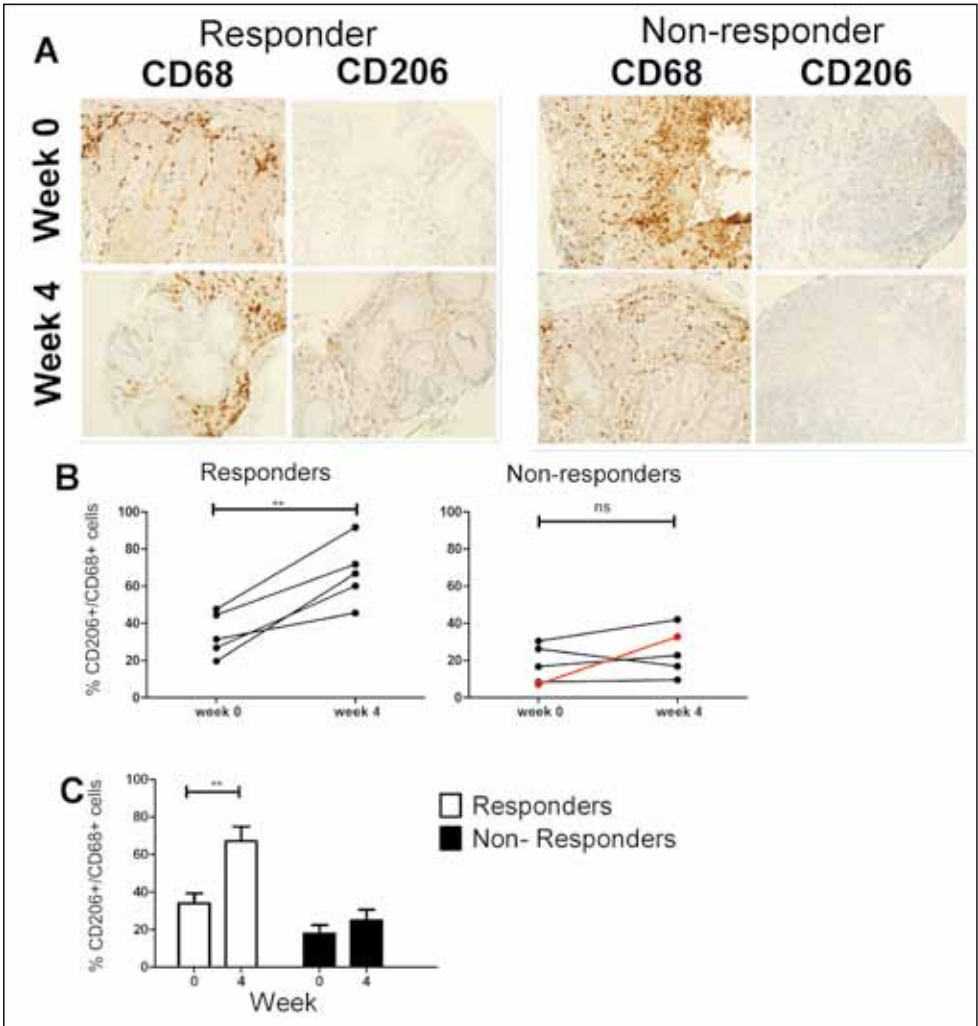 A
Responder
Non-responder
CD68 CD206
CD68 CD206
Week 0
Week 4
B
Responders
Non-responders
% CD206+/CD68+ cells
100
80
60
40
20
0
**
week 0 week 4
100
80
60
40
20
0
ns
week 0 week 4
C
% CD206+/CD68+ cells
100
80
60
40
20
0
**
0 4 0 4
Week
Responders
Non- Responders